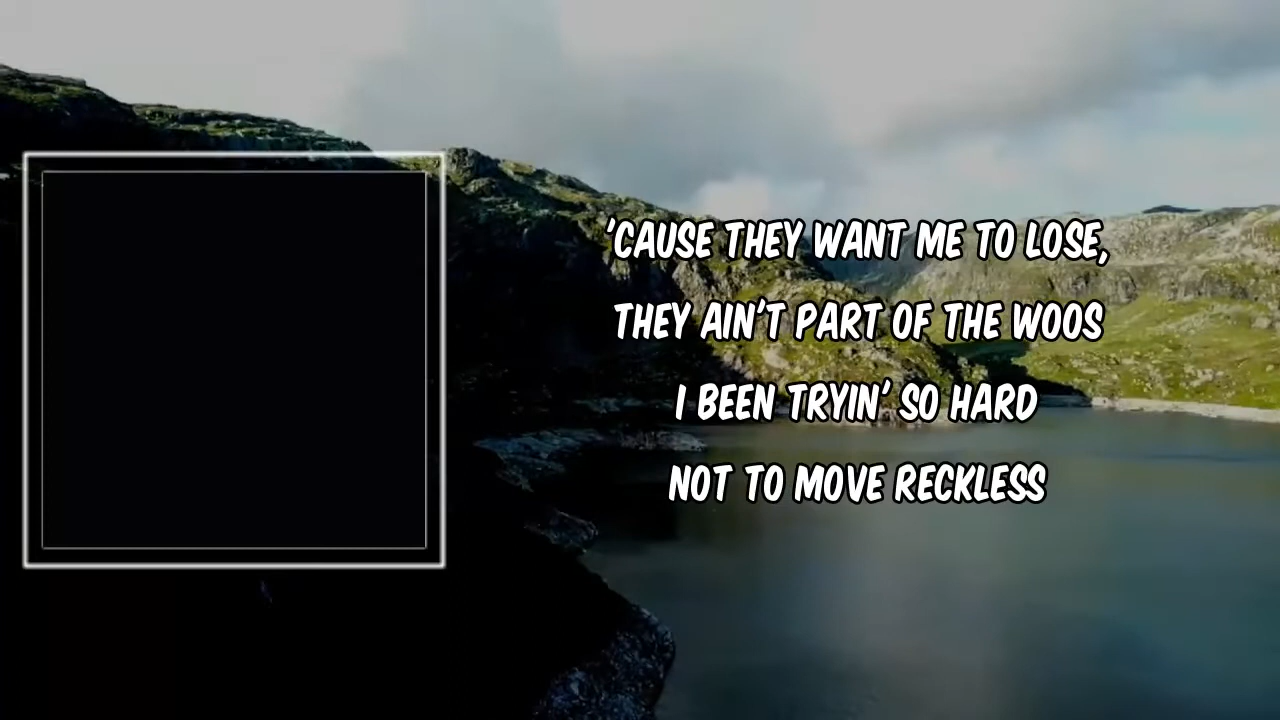 'CAUSE THEY WANT ME TO LOSE,
THEY AIN'T PART OF THE WOOS
I BEEN TRYIN' SO HARD
NOT TO MOVE RECKLESS